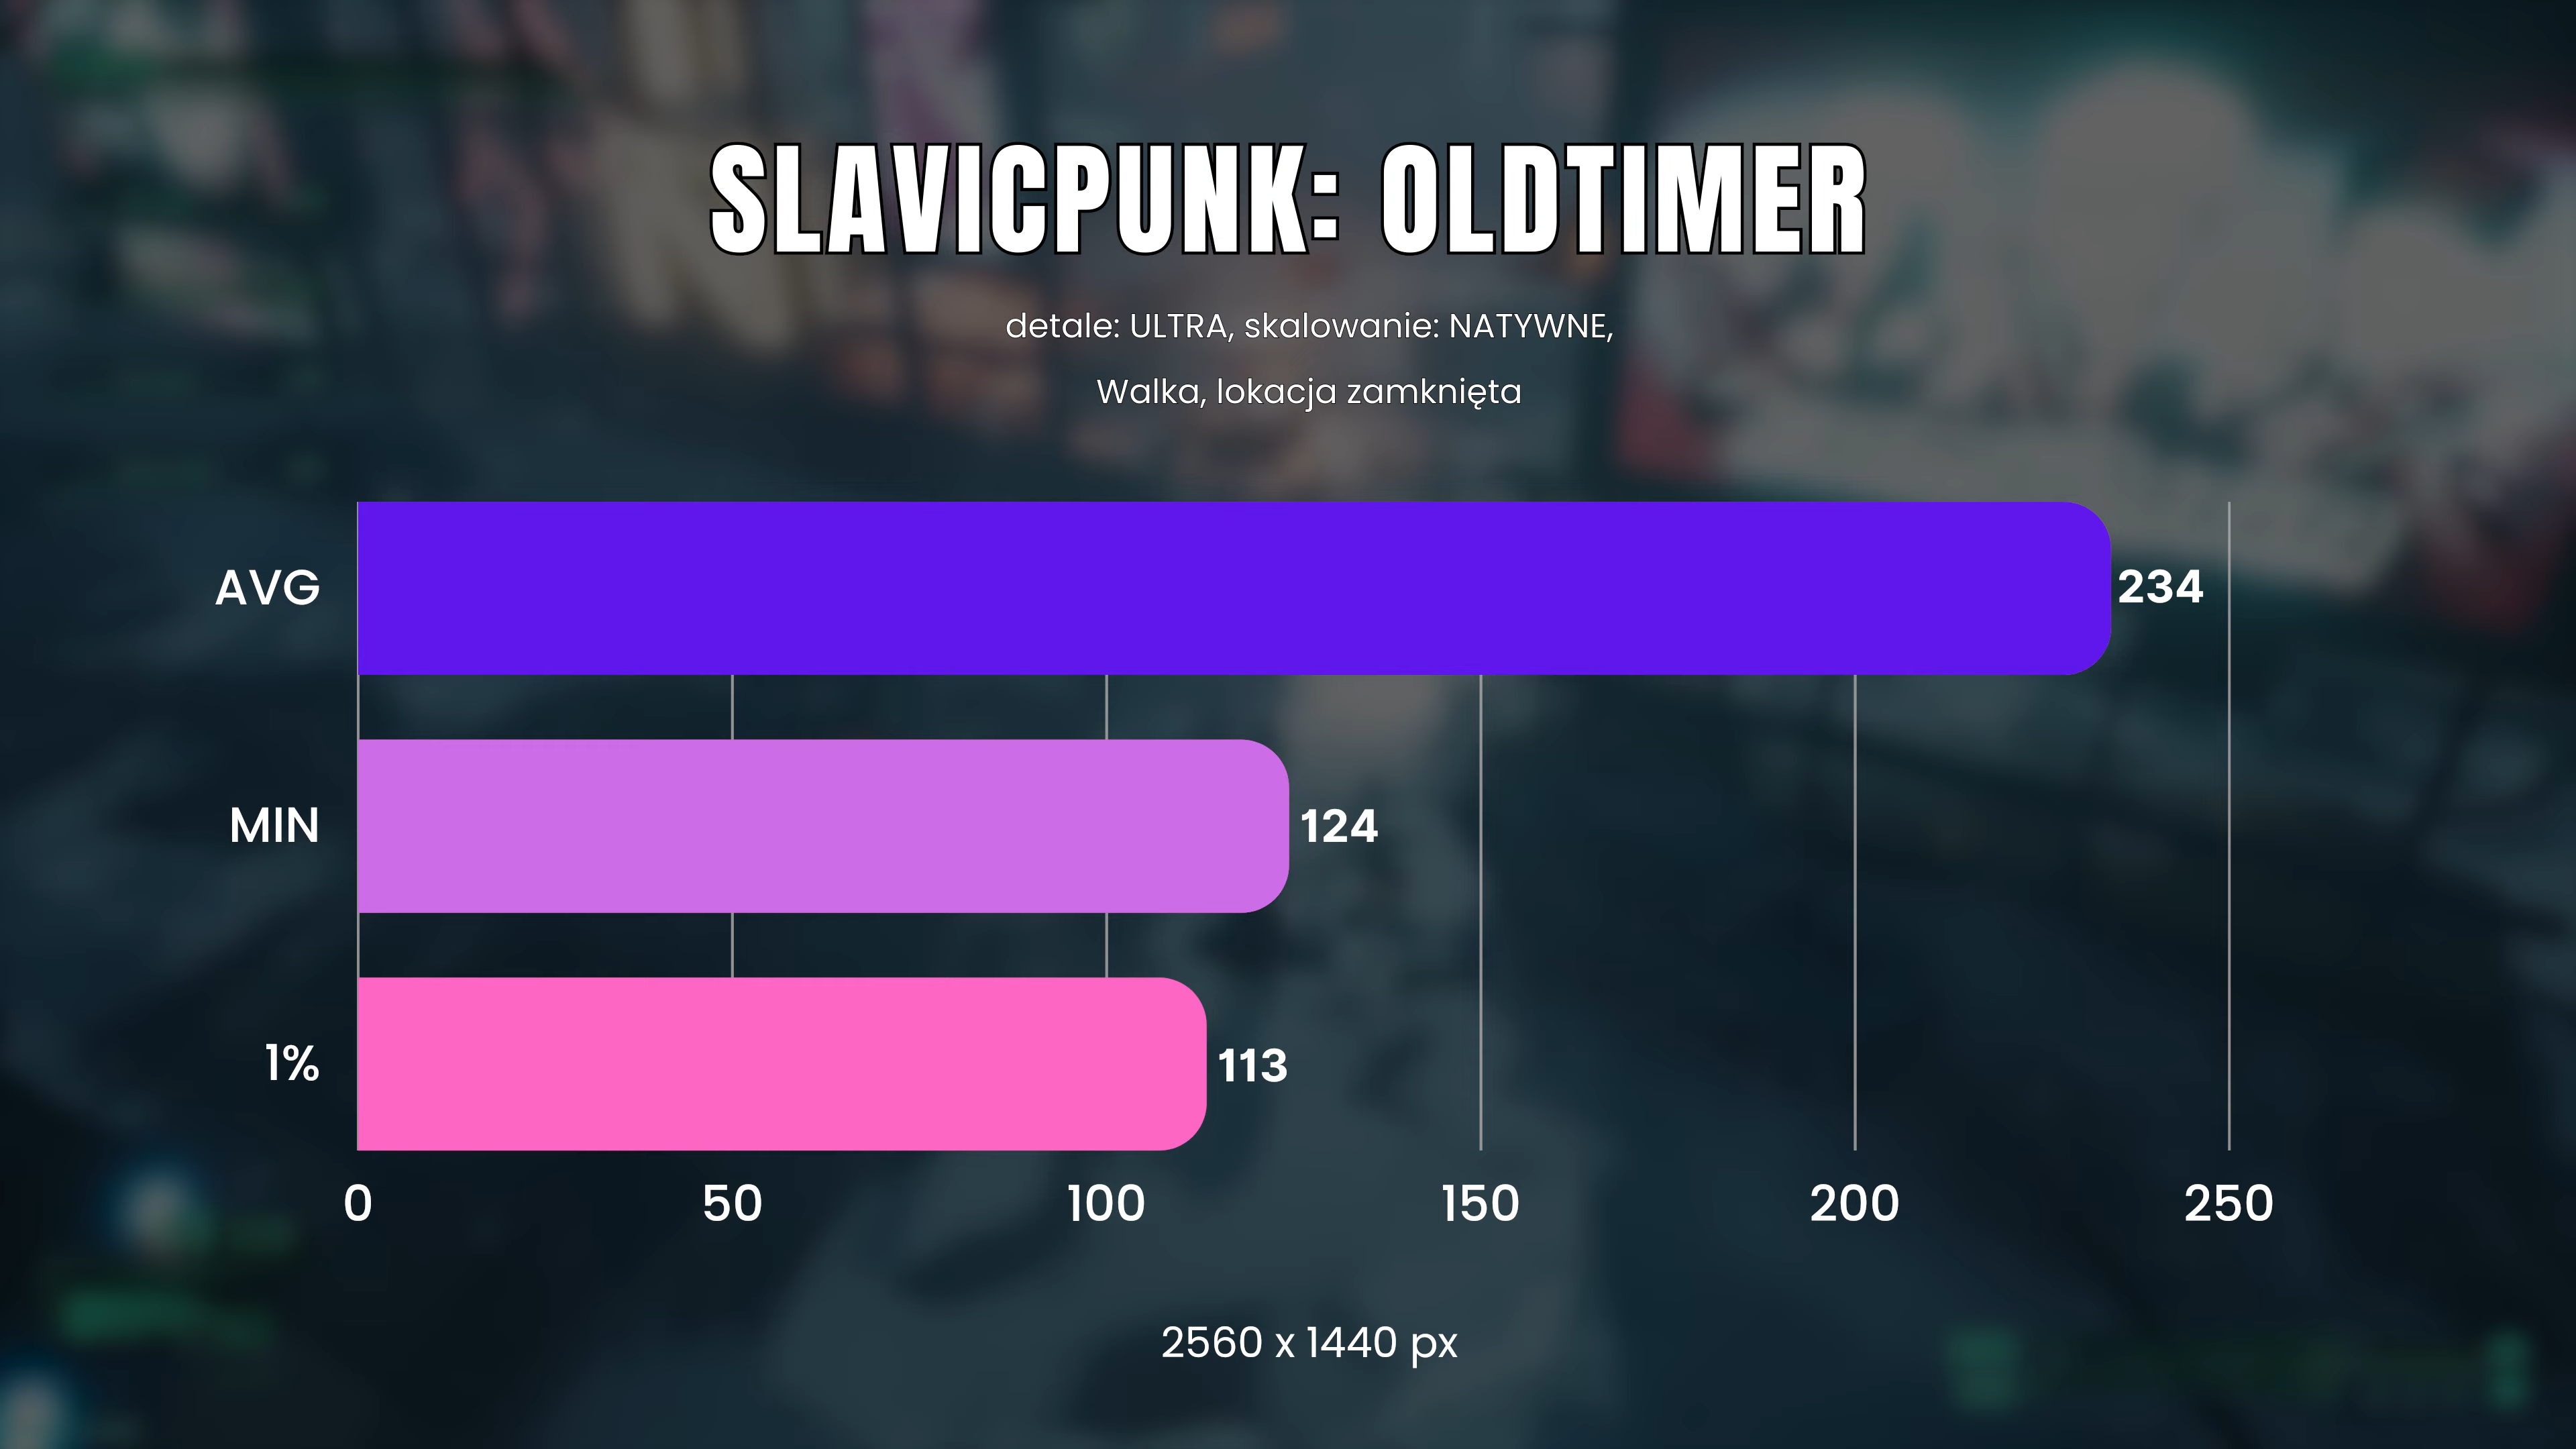 SLAVICPUNK: OLDTIMER
detale: ULTRA, skalowanie: NATYWNE,
Walka, lokacja zamknięta
AVG 234
MIN 124
1% 113
0 50 100 150 200 250
2560 x 1440 px